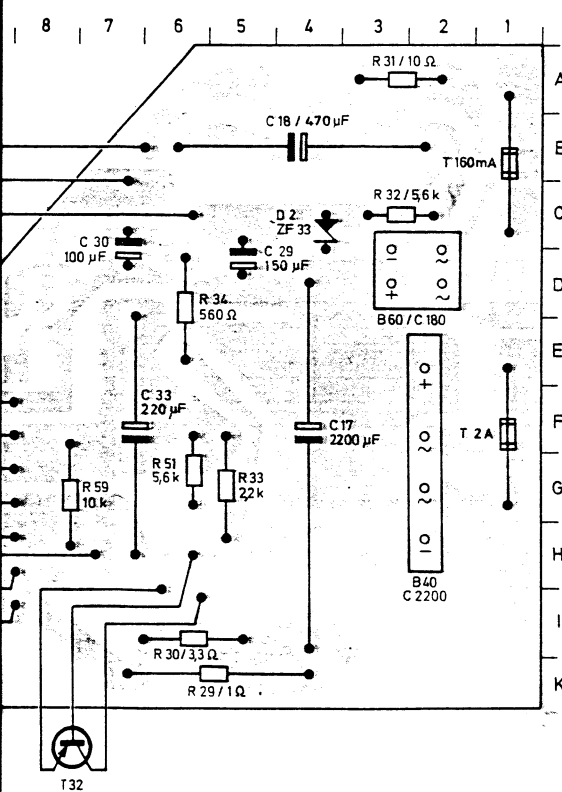 8 7 6 5 4 3 2 1
A
R 31 / 10 Ω
C 18 / 470 µF
B
T 160mA
R 32 / 5,6 k
C
D 2
ZF 33
C 30
100 µF
C 29
150 µF
D
R 34
560 Ω
B60 / C 180
E
C 33
220 µF
C 17
2200 µF
F
T 2A
R 51
5,6 k
R 33
2,2 k
R 59
10 k
G
H
B40
C 2200
I
R 30 / 3,3 Ω
R 29 / 1 Ω
K
T32